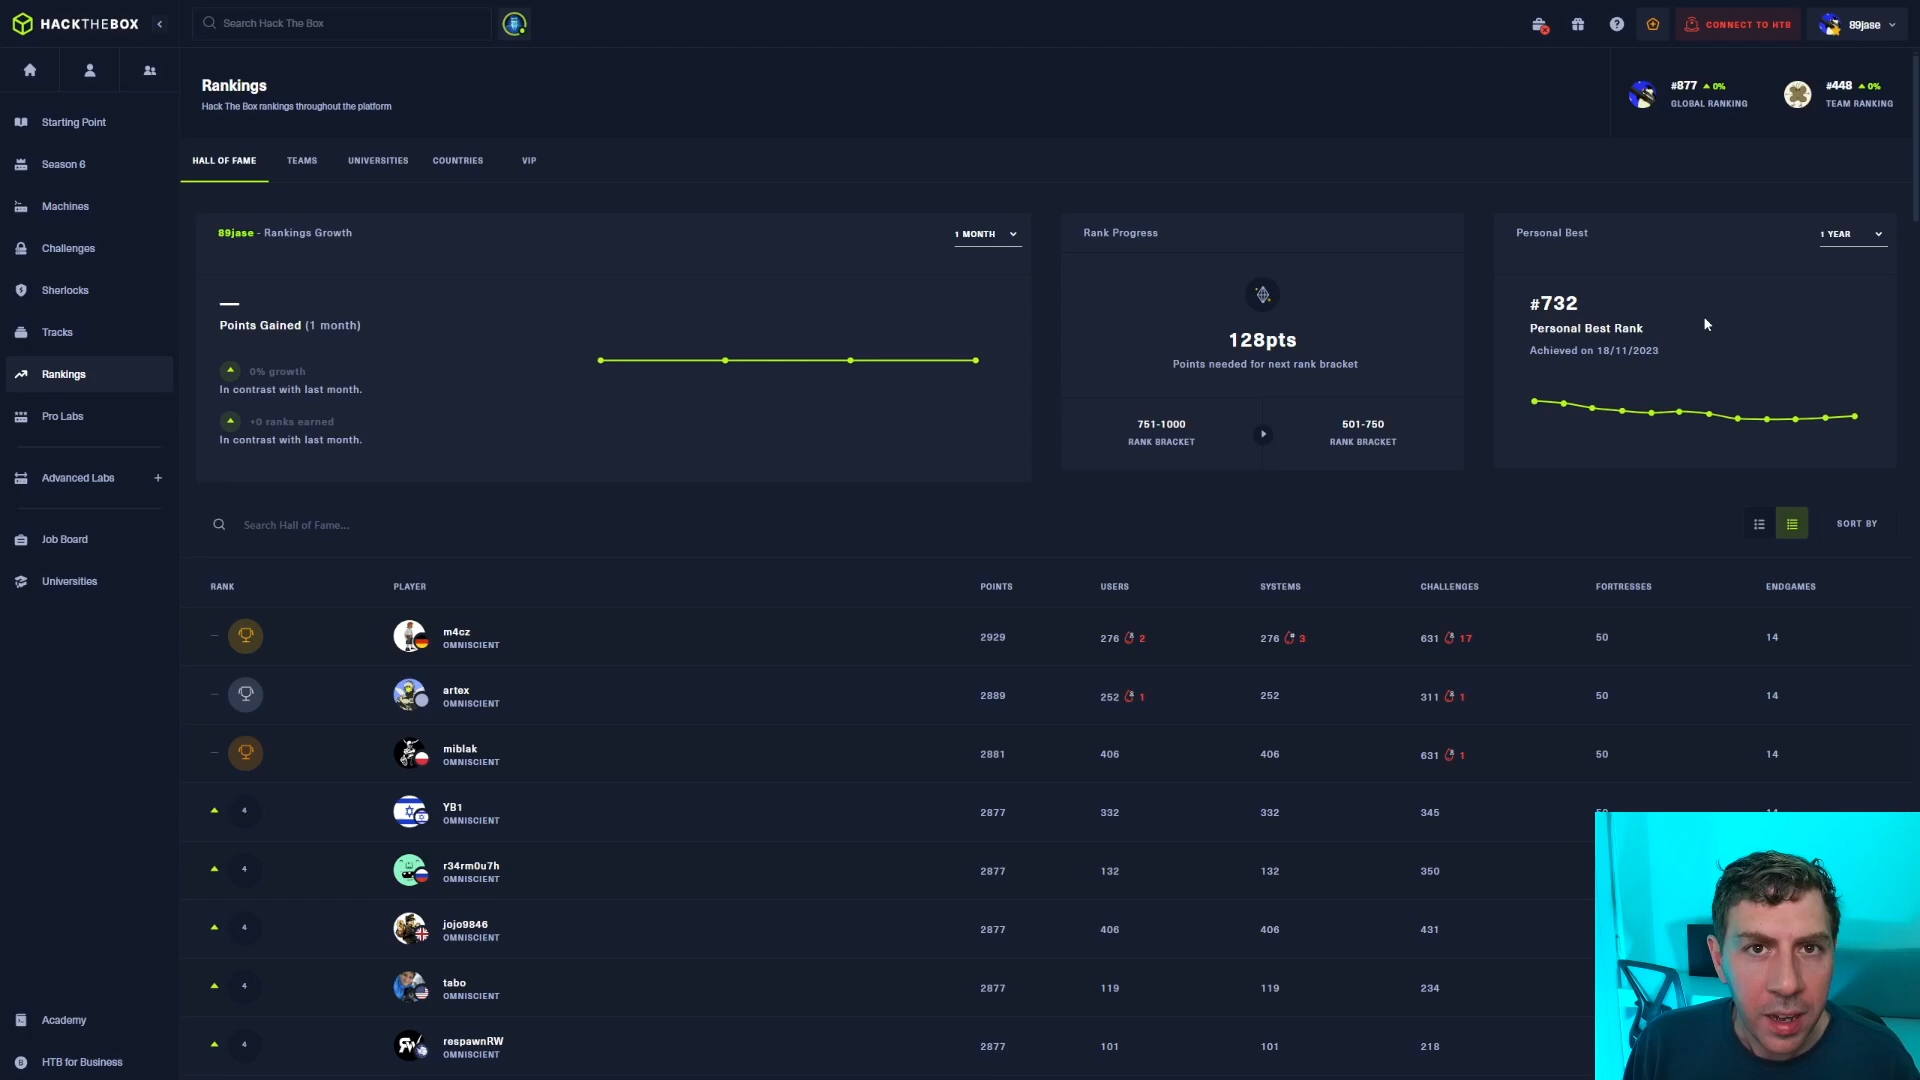 HACKTHEBOX
Search Hack The Box
CONNECT TO HTB
89jase
Rankings
Hack The Box rankings throughout the platform
#877 0%
GLOBAL RANKING
#448 0%
TEAM RANKING
Starting Point
Season 6
Machines
Challenges
Sherlocks
Tracks
Rankings
Pro Labs
Advanced Labs +
Job Board
Universities
Academy
HTB for Business
HALL OF FAME TEAMS UNIVERSITIES COUNTRIES VIP
89jase - Rankings Growth
1 MONTH
Points Gained (1 month)
0% growth
In contrast with last month.
+0 ranks earned
In contrast with last month.
Rank Progress
128pts
Points needed for next rank bracket
751-1000
RANK BRACKET
501-750
RANK BRACKET
Personal Best
1 YEAR
#732
Personal Best Rank
Achieved on 18/11/2023
Search Hall of Fame...
SORT BY
RANK PLAYER POINTS USERS SYSTEMS CHALLENGES FORTRESSES ENDGAMES
m4cz
OMNISCIENT
2929 276 2 276 3 631 17 50 14
artex
OMNISCIENT
2889 252 1 252 311 1 50 14
miblak
OMNISCIENT
2881 406 406 631 1 50 14
4 YB1
OMNISCIENT
2877 332 332 345
4 r34rm0u7h
OMNISCIENT
2877 132 132 350
4 jojo9846
OMNISCIENT
2877 406 406 431
4 tabo
OMNISCIENT
2877 119 119 234
4 respawnRW
OMNISCIENT
2877 101 101 218